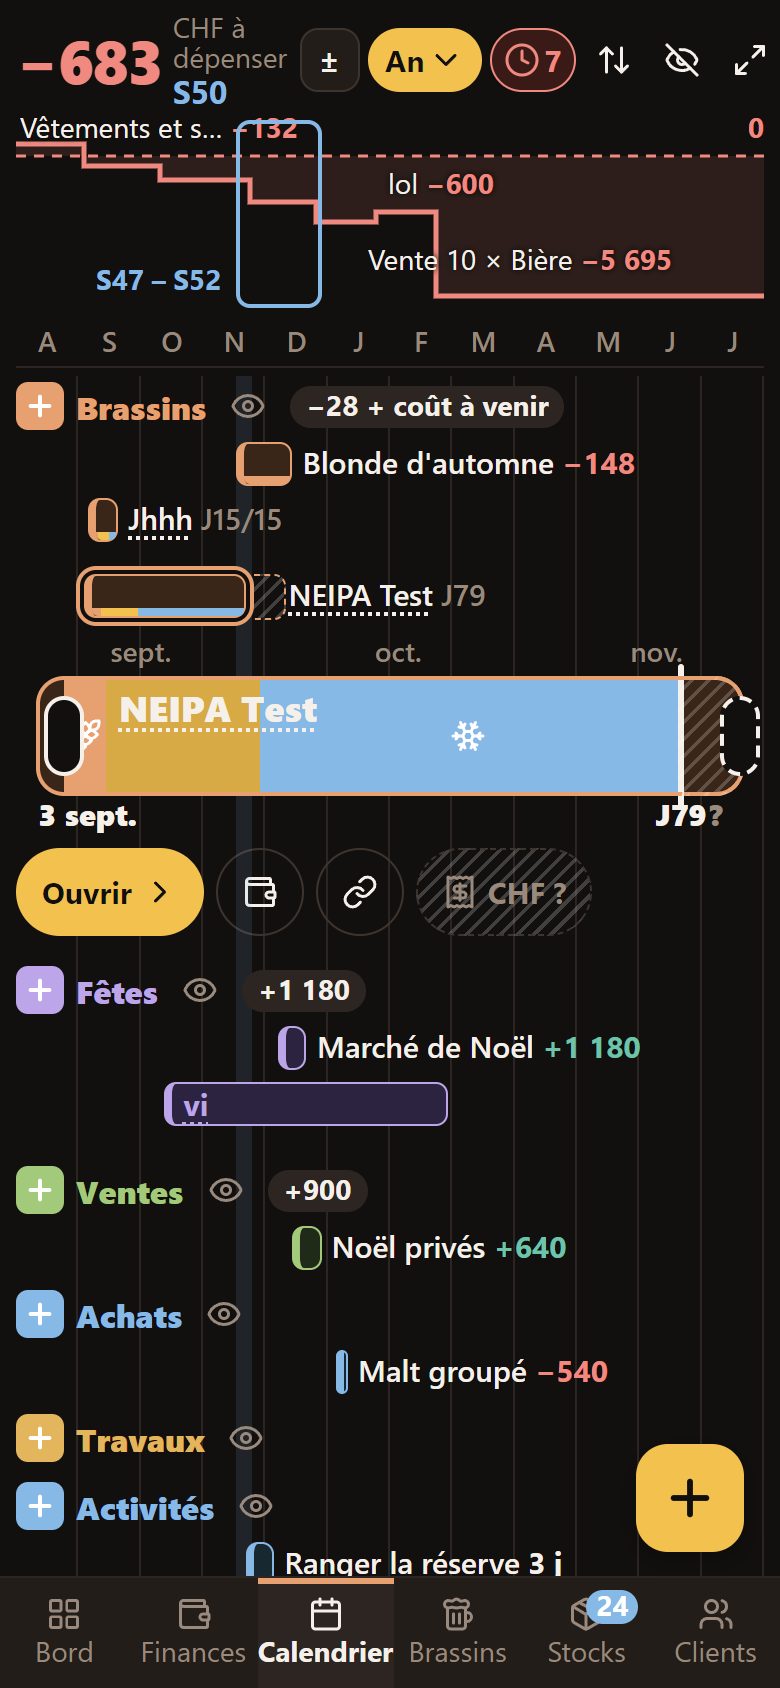 −683
CHF à
dépenser
S50
±
An
7
Vêtements et s... −132
0
lol −600
Vente 10 × Bière −5 695
S47 – S52
A S O N D J F M A M J J
Brassins
−28 + coût à venir
Blonde d'automne −148
Jhhh J15/15
NEIPA Test J79
sept. oct. nov.
NEIPA Test
3 sept. J79?
Ouvrir
CHF ?
Fêtes
+1 180
Marché de Noël +1 180
vi
Ventes
+900
Noël privés +640
Achats
Malt groupé −540
Travaux
Activités
Ranger la réserve 3 j
24
Bord Finances Calendrier Brassins Stocks Clients